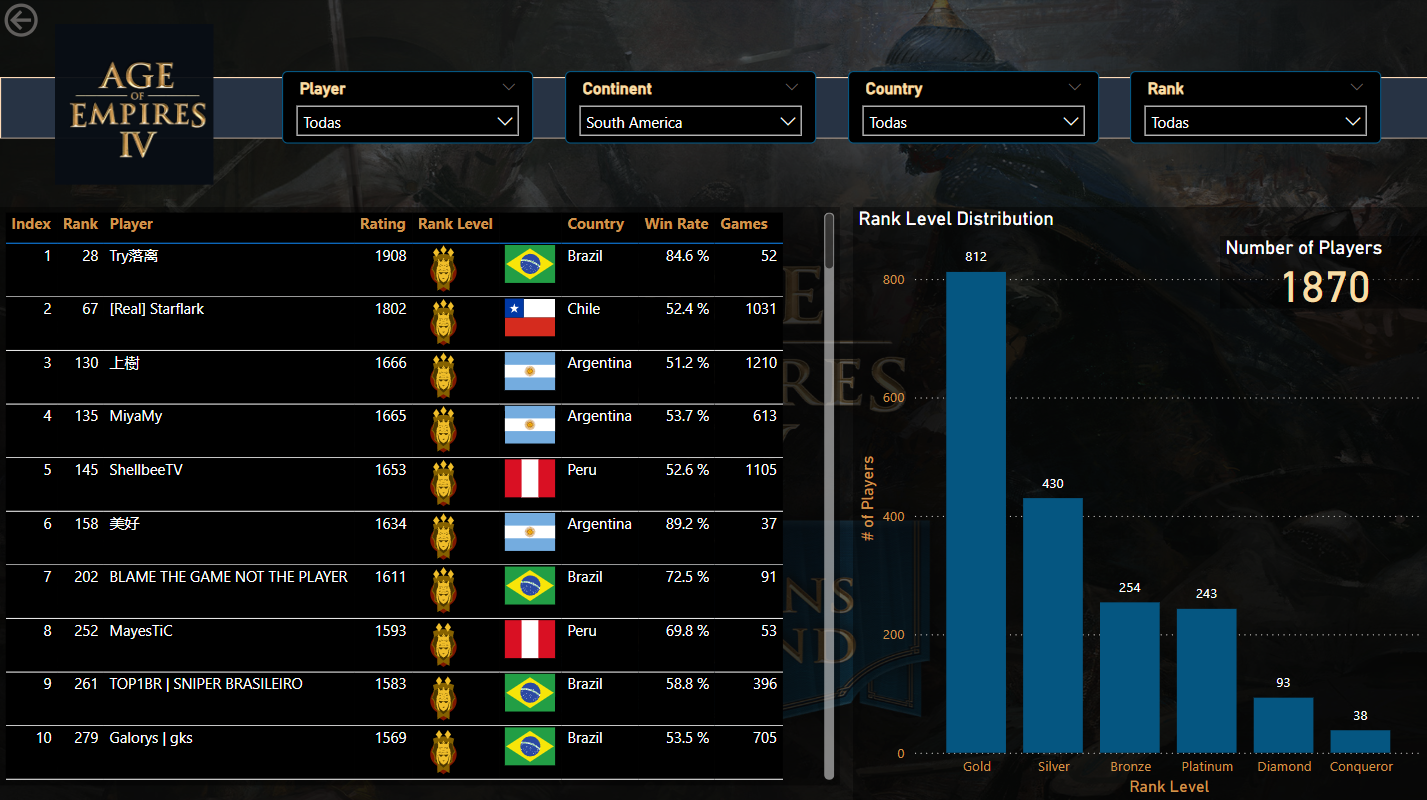 AGE
OF
EMPIRES
IV
Player
Todas
Continent
South America
Country
Todas
Rank
Todas
Index Rank Player Rating Rank Level Country Win Rate Games
1 28 Try落离 1908 Brazil 84.6 % 52
2 67 [Real] Starflark 1802 Chile 52.4 % 1031
3 130 上樹 1666 Argentina 51.2 % 1210
4 135 MiyaMy 1665 Argentina 53.7 % 613
5 145 ShellbeeTV 1653 Peru 52.6 % 1105
6 158 美好 1634 Argentina 89.2 % 37
7 202 BLAME THE GAME NOT THE PLAYER 1611 Brazil 72.5 % 91
8 252 MayesTiC 1593 Peru 69.8 % 53
9 261 TOP1BR | SNIPER BRASILEIRO 1583 Brazil 58.8 % 396
10 279 Galorys | gks 1569 Brazil 53.5 % 705
Rank Level Distribution
Number of Players
1870
# of Players
800
600
400
200
0
812
430
254
243
93
38
Gold Silver Bronze Platinum Diamond Conqueror
Rank Level